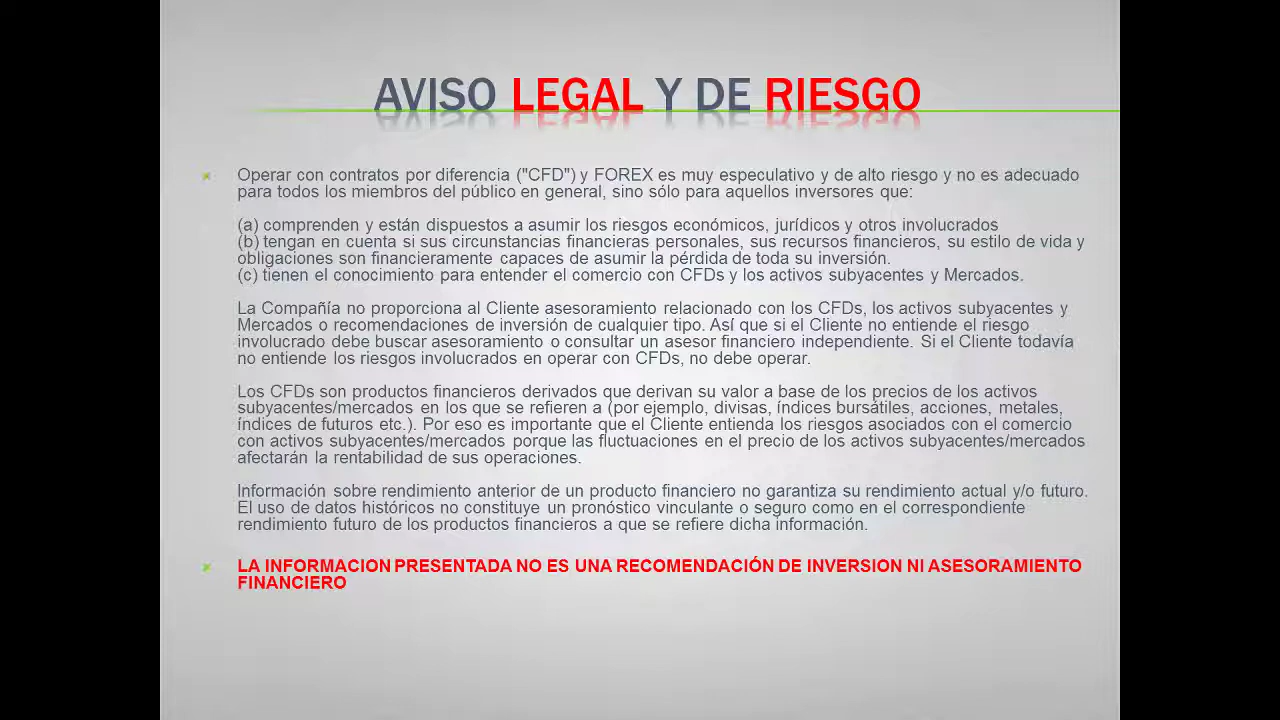 AVISO LEGAL Y DE RIESGO
Operar con contratos por diferencia ("CFD") y FOREX es muy especulativo y de alto riesgo y no es adecuado
para todos los miembros del público en general, sino sólo para aquellos inversores que:
(a) comprenden y están dispuestos a asumir los riesgos económicos, jurídicos y otros involucrados
(b) tengan en cuenta si sus circunstancias financieras personales, sus recursos financieros, su estilo de vida y
obligaciones son financieramente capaces de asumir la pérdida de toda su inversión.
(c) tienen el conocimiento para entender el comercio con CFDs y los activos subyacentes y Mercados.
La Compañía no proporciona al Cliente asesoramiento relacionado con los CFDs, los activos subyacentes y
Mercados o recomendaciones de inversión de cualquier tipo. Así que si el Cliente no entiende el riesgo
involucrado debe buscar asesoramiento o consultar un asesor financiero independiente. Si el Cliente todavía
no entiende los riesgos involucrados en operar con CFDs, no debe operar.
Los CFDs son productos financieros derivados que derivan su valor a base de los precios de los activos
subyacentes/mercados en los que se refieren a (por ejemplo, divisas, índices bursátiles, acciones, metales,
índices de futuros etc.). Por eso es importante que el Cliente entienda los riesgos asociados con el comercio
con activos subyacentes/mercados porque las fluctuaciones en el precio de los activos subyacentes/mercados
afectarán la rentabilidad de sus operaciones.
Información sobre rendimiento anterior de un producto financiero no garantiza su rendimiento actual y/o futuro.
El uso de datos históricos no constituye un pronóstico vinculante o seguro como en el correspondiente
rendimiento futuro de los productos financieros a que se refiere dicha información.
LA INFORMACION PRESENTADA NO ES UNA RECOMENDACIÓN DE INVERSION NI ASESORAMIENTO
FINANCIERO